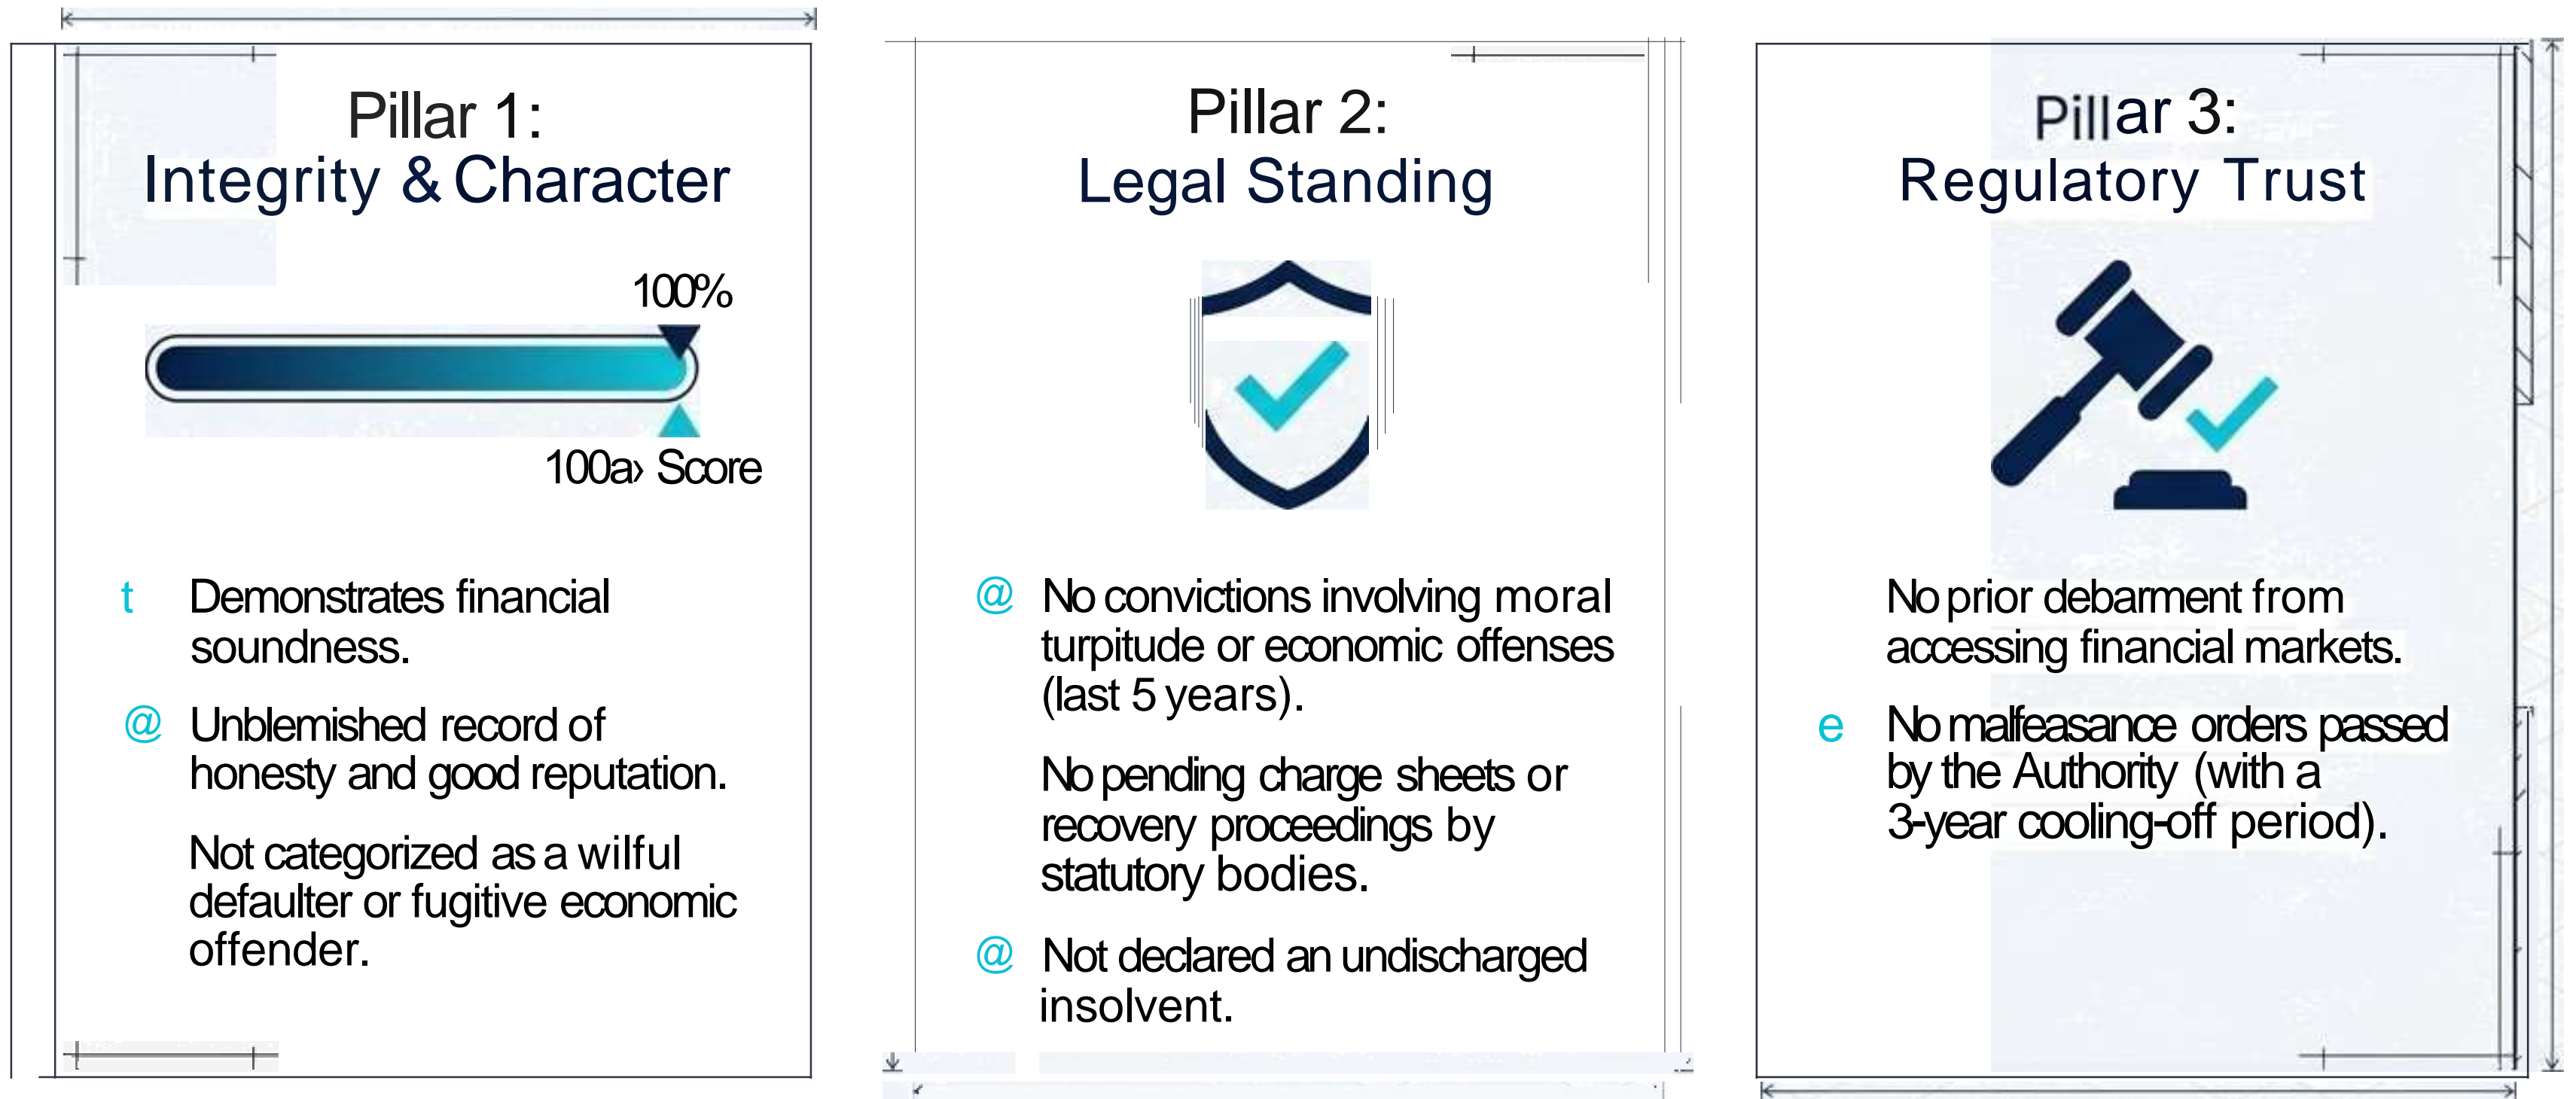 Pillar 1:
Integrity & Character
100%
100a› Score
t Demonstrates financial
soundness.
@ Unblemished record of
honesty and good reputation.
Not categorized as a wilful
defaulter or fugitive economic
offender.
Pillar 2:
Legal Standing
@ No convictions involving moral
turpitude or economic offenses
(last 5 years).
No pending charge sheets or
recovery proceedings by
statutory bodies.
@ Not declared an undischarged
insolvent.
Pillar 3:
Regulatory Trust
No prior debarment from
accessing financial markets.
e No malfeasance orders passed
by the Authority (with a
3-year cooling-off period).